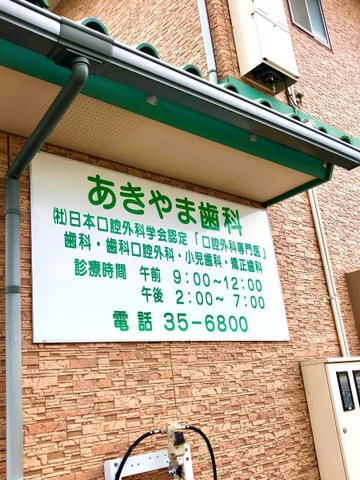 あきやま歯科
㈳日本口腔外科学会認定「口腔外科専門医」
歯科・歯科口腔外科・小児歯科・矯正歯科
診療時間 午前 9:00〜12:00
午後 2:00〜 7:00
電話 35-6800